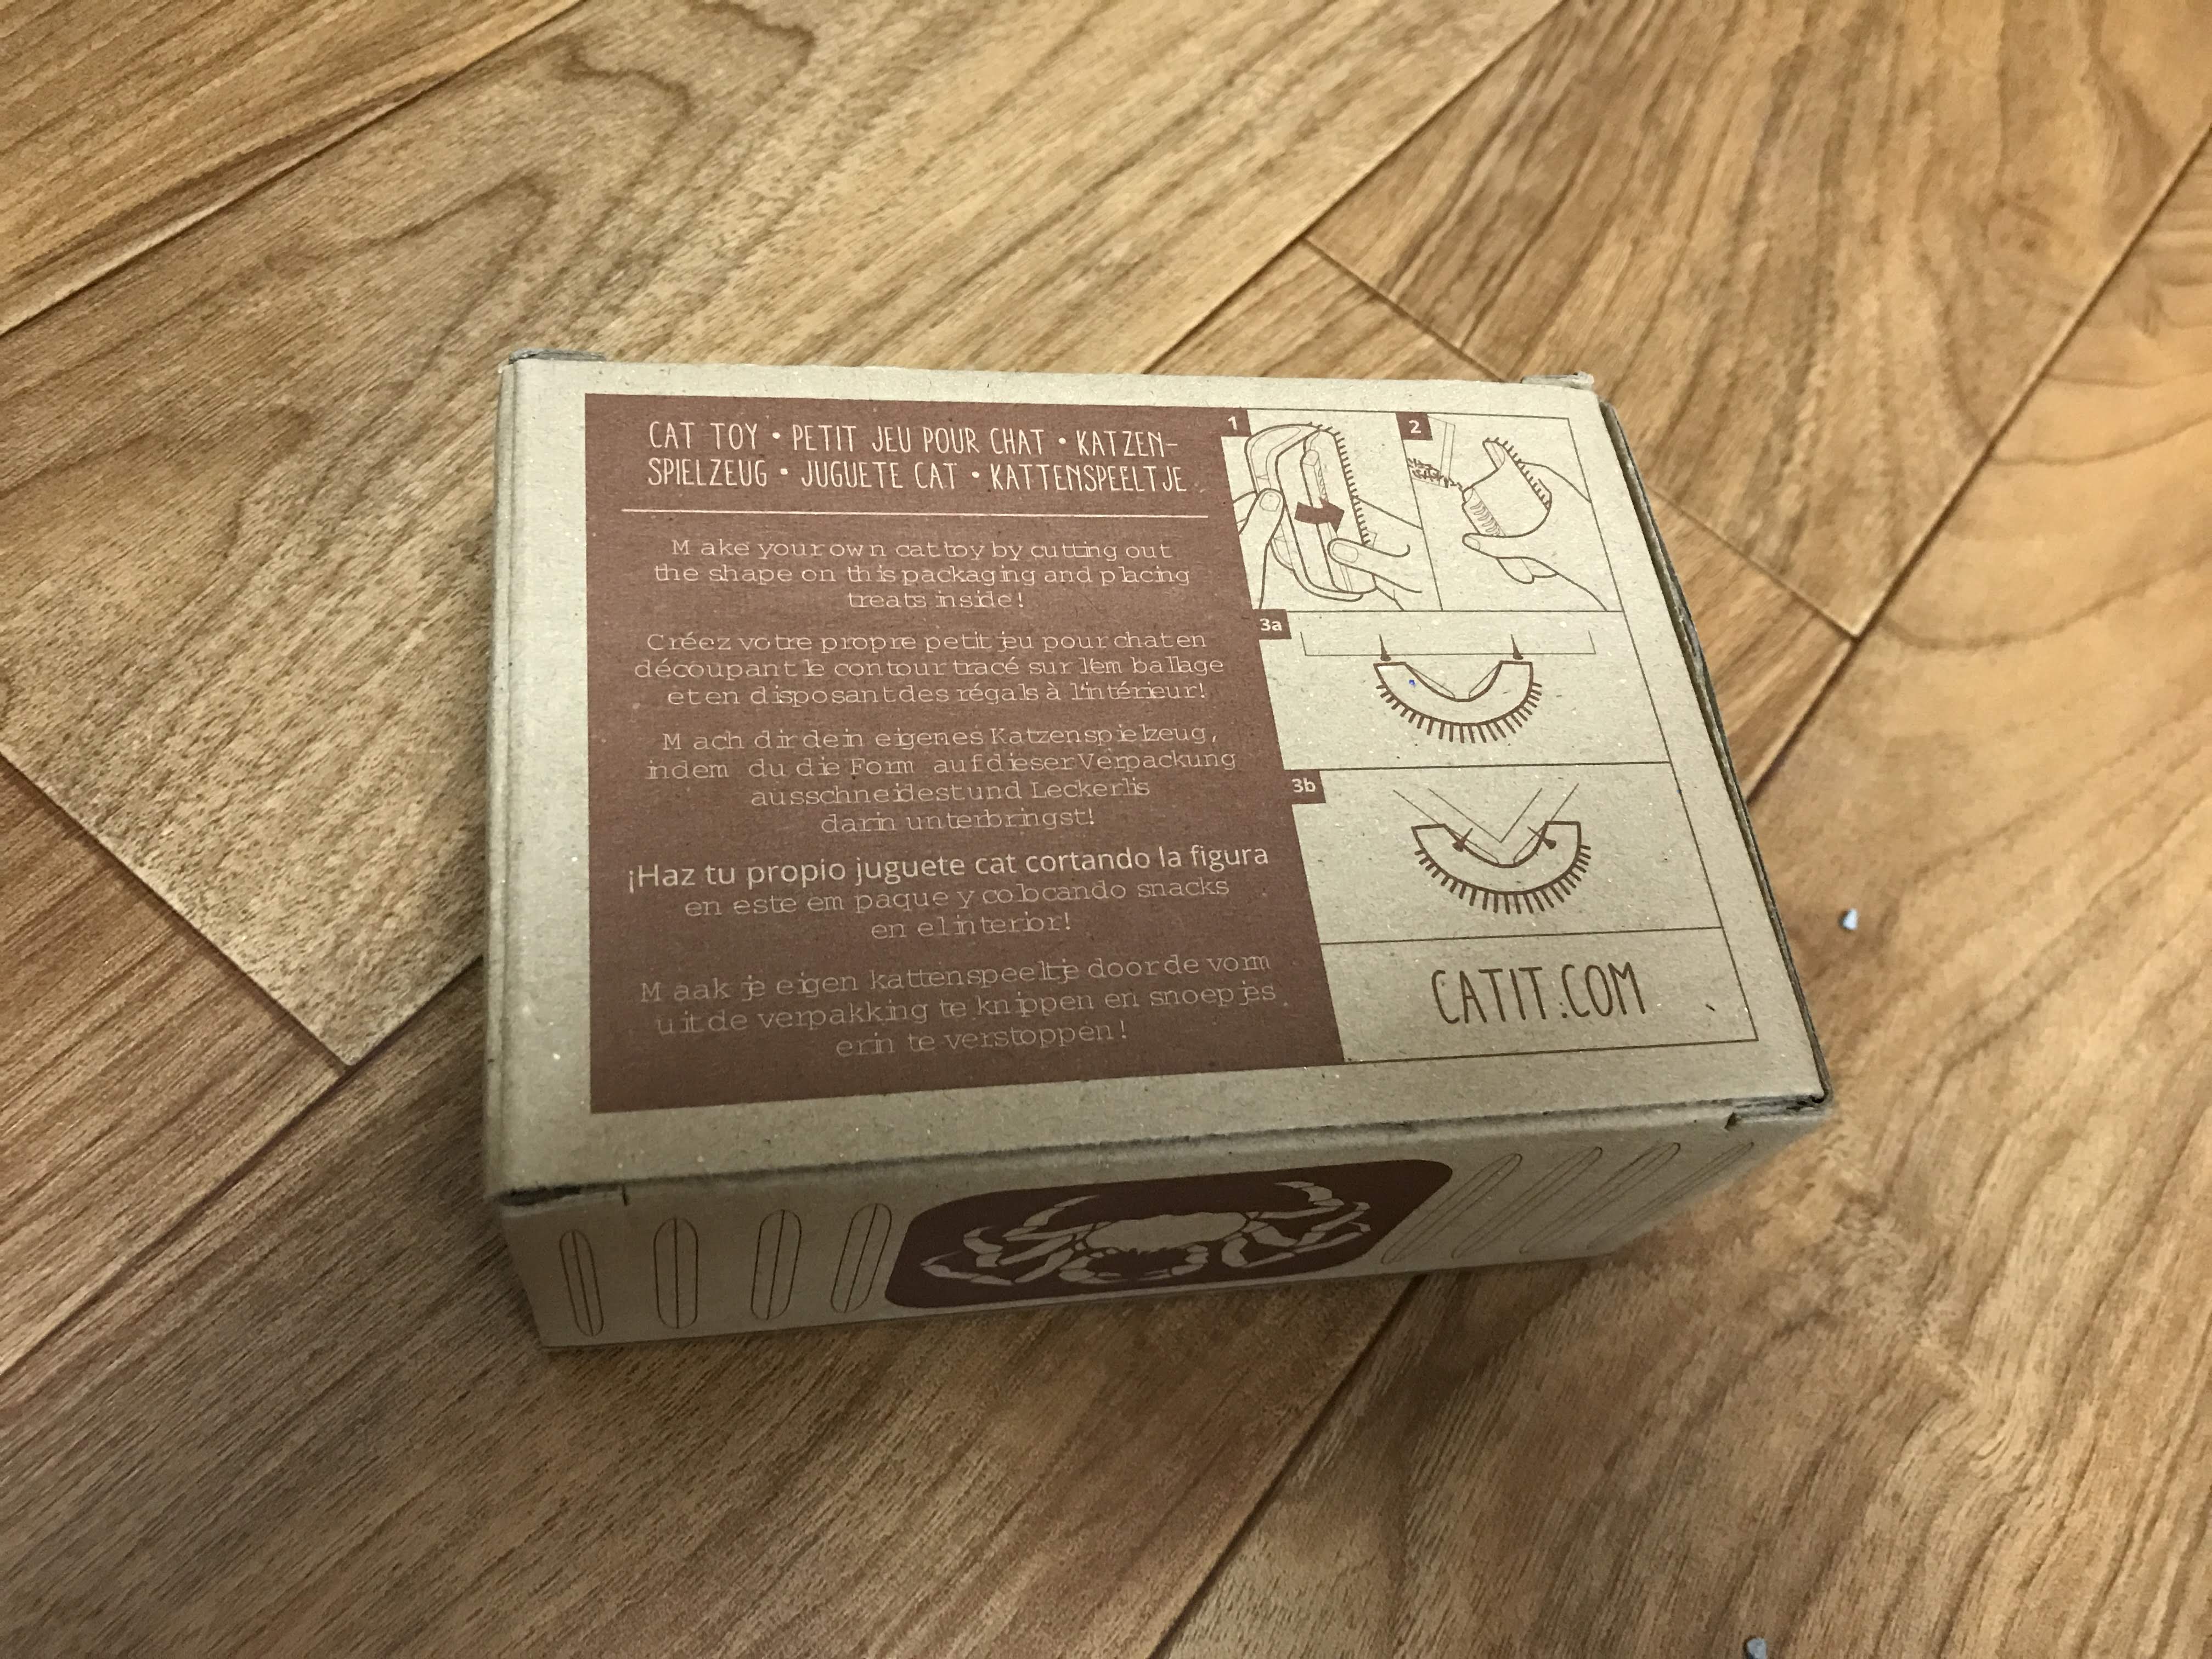 CAT TOY • PETIT JEU POUR CHAT • KATZEN-
SPIELZEUG • JUGUETE CAT • KATTENSPEELTJE
Make your own cat toy by cutting out
the shape on this packaging and placing
treats inside!
Créez votre propre petit jeu pour chat en
découpant le contour tracé sur l'emballage
et en disposant des régals à l'intérieur!
Mach dir dein eigenes Katzenspielzeug,
indem du die Form auf dieser Verpackung
ausschneidest und Leckerlis
darin unterbringst!
¡Haz tu propio juguete cat cortando la figura
en este empaque y colocando snacks
en el interior!
Maak je eigen kattenspeeltje door de vorm
uit de verpakking te knippen en snoepjes
erin te verstoppen!
1
2
3a
3b
CATIT.COM